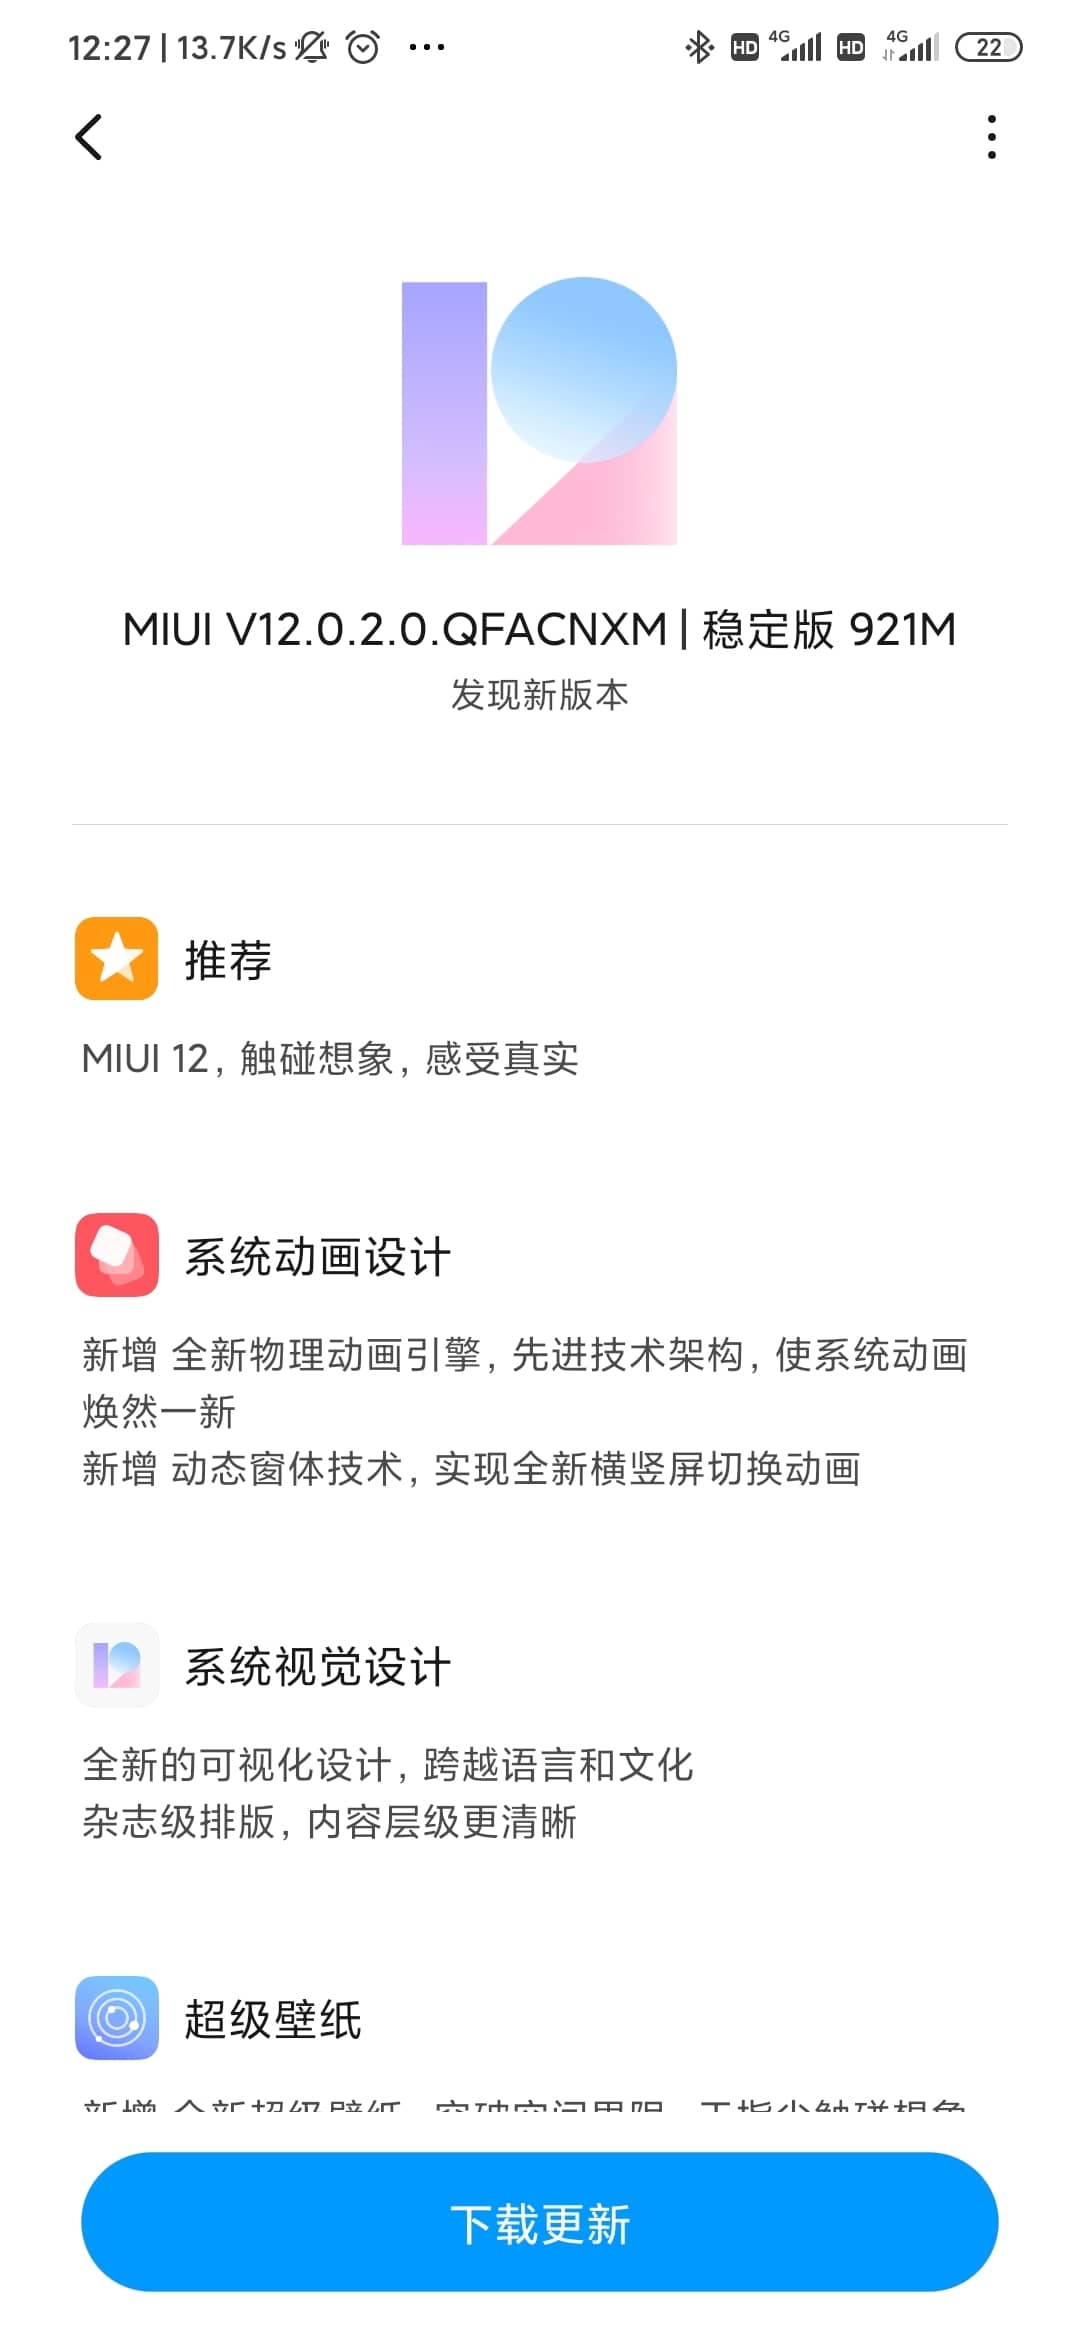 12:27 | 13.7K/s
HD 4G HD 4G 22
MIUI V12.0.2.0.QFACNXM | 稳定版 921M
发现新版本
推荐
MIUI 12, 触碰想象, 感受真实
系统动画设计
新增 全新物理动画引擎, 先进技术架构, 使系统动画
焕然一新
新增 动态窗体技术, 实现全新横竖屏切换动画
系统视觉设计
全新的可视化设计, 跨越语言和文化
杂志级排版, 内容层级更清晰
超级壁纸
下载更新